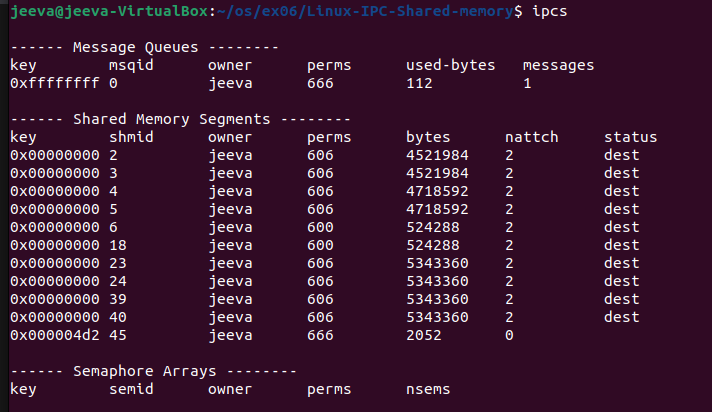 jeeva@jeeva-VirtualBox:~/os/ex06/Linux-IPC-Shared-memory$ ipcs
------ Message Queues --------
key        msqid      owner      perms      used-bytes   messages
0xffffffff 0          jeeva      666        112          1
------ Shared Memory Segments --------
key        shmid      owner      perms      bytes      nattch     status
0x00000000 2          jeeva      606        4521984    2          dest
0x00000000 3          jeeva      606        4521984    2          dest
0x00000000 4          jeeva      606        4718592    2          dest
0x00000000 5          jeeva      606        4718592    2          dest
0x00000000 6          jeeva      600        524288     2          dest
0x00000000 18         jeeva      600        524288     2          dest
0x00000000 23         jeeva      606        5343360    2          dest
0x00000000 24         jeeva      606        5343360    2          dest
0x00000000 39         jeeva      606        5343360    2          dest
0x00000000 40         jeeva      606        5343360    2          dest
0x000004d2 45         jeeva      666        2052       0
------ Semaphore Arrays --------
key        semid      owner      perms      nsems